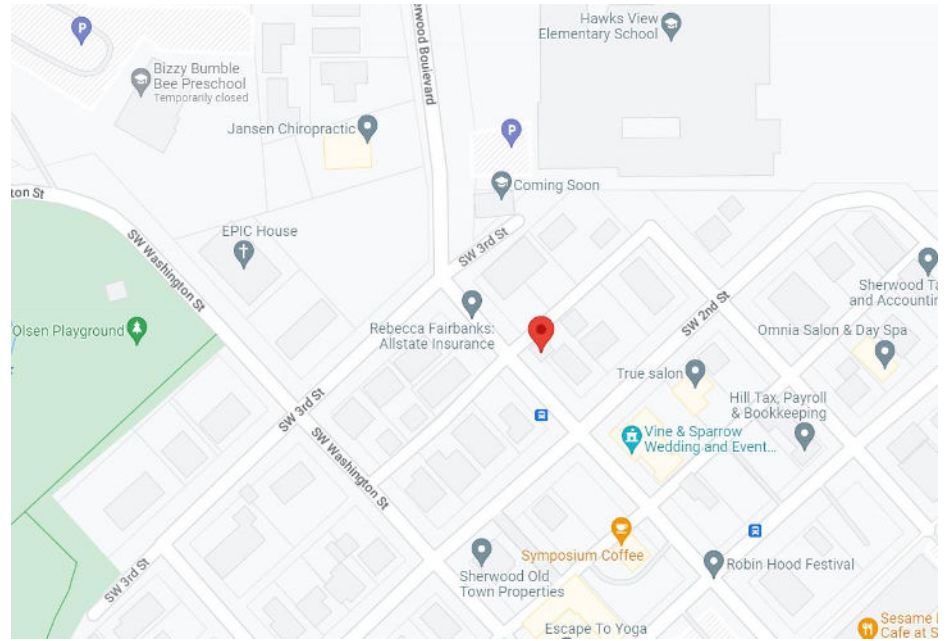 P
Bizzy Bumble
Bee Preschool
Temporarily closed
erwood Boulevard
Hawks View
Elementary School
Jansen Chiropractic
P
Coming Soon
ton St
SW Washington St
EPIC House
SW 3rd St
Sherwood Ta
and Accountin
Olsen Playground
Rebecca Fairbanks:
Allstate Insurance
SW 2nd St
Omnia Salon & Day Spa
True salon
Hill Tax, Payroll
& Bookkeeping
SW 3rd St
SW Washington St
Vine & Sparrow
Wedding and Event...
Symposium Coffee
Sherwood Old
Town Properties
Robin Hood Festival
SW 3rd St
Escape To Yoga
Sesame
Cafe at S